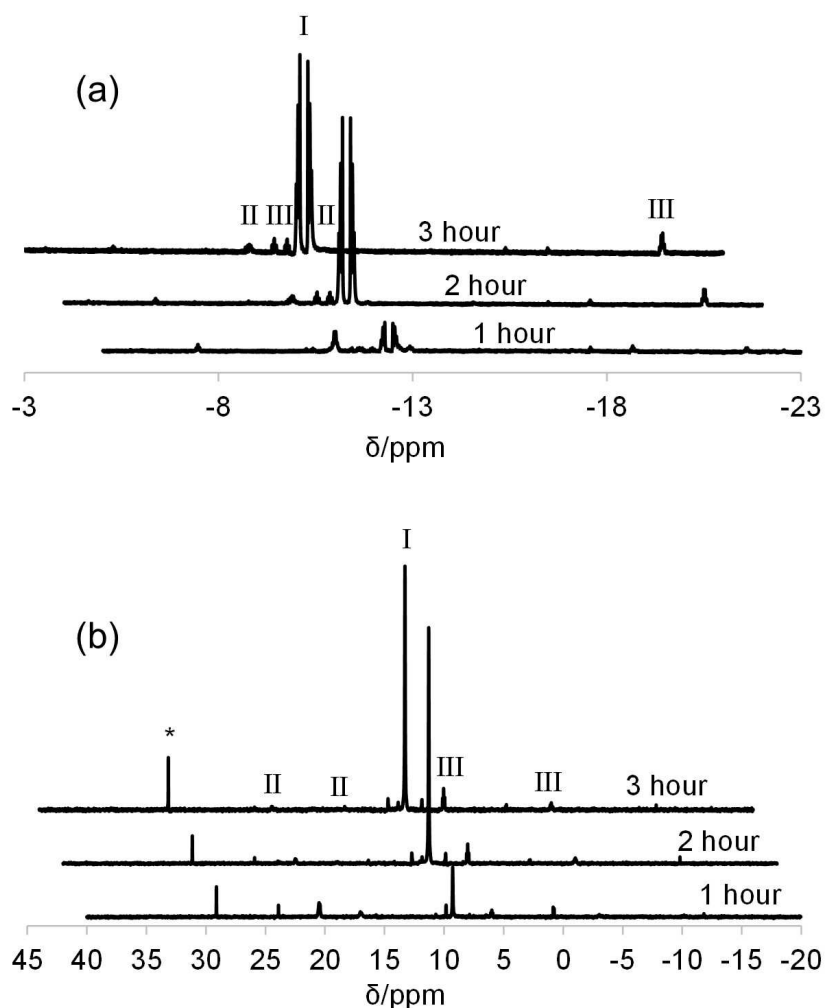 I
(a)
II III II III
3 hour
2 hour
1 hour
-3 -8 -13 -18 -23
δ/ppm
I
(b)
*
II II III III
3 hour
2 hour
1 hour
45 35 30 25 20 15 10 5 0 -5 -10 -15 -20
δ/ppm